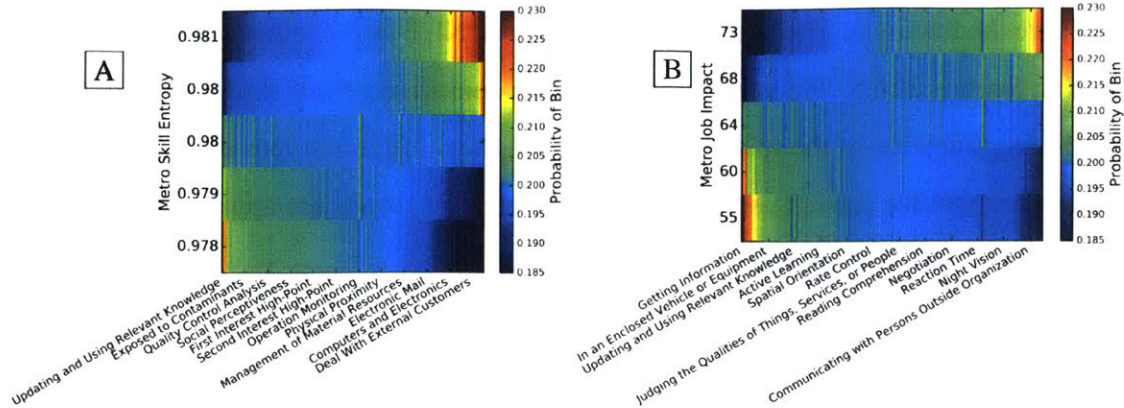 A
Metro Skill Entropy
0.981
0.98
0.98
0.979
0.978
Updating and Using Relevant Knowledge
Exposed to Contaminants
Quality Control Analysis
Social Perceptiveness
First Interest High-Point
Second Interest High-Point
Operation Monitoring
Physical Proximity
Management of Material Resources
Electronic Mail
Computers and Electronics
Deal With External Customers
0.230
0.225
0.220
0.215
0.210
0.205
0.200
0.195
0.190
0.185
Probability of Bin
B
Metro Job Impact
73
68
64
60
55
Getting Information
In an Enclosed Vehicle or Equipment
Updating and Using Relevant Knowledge
Active Learning
Spatial Orientation
Rate Control
Judging the Qualities of Things, Services, or People
Reading Comprehension
Negotiation
Reaction Time
Night Vision
Communicating with Persons Outside Organization
0.230
0.225
0.220
0.215
0.210
0.205
0.200
0.195
0.190
0.185
Probability of Bin